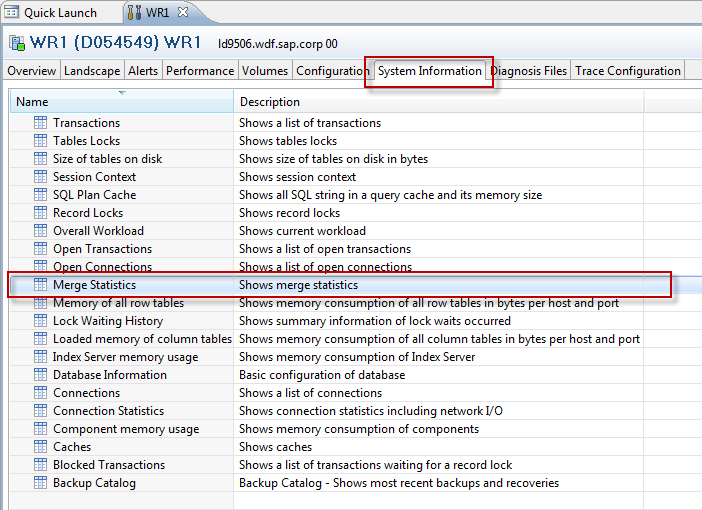 Quick Launch WR1
WR1 (D054549) WR1 ld9506.wdf.sap.corp 00
Overview Landscape Alerts Performance Volumes Configuration System Information Diagnosis Files Trace Configuration
Name Description
Transactions Shows a list of transactions
Tables Locks Shows tables locks
Size of tables on disk Shows size of tables on disk in bytes
Session Context Shows session context
SQL Plan Cache Shows all SQL string in a query cache and its memory size
Record Locks Shows record locks
Overall Workload Shows current workload
Open Transactions Shows a list of open transactions
Open Connections Shows a list of open connections
Merge Statistics Shows merge statistics
Memory of all row tables Shows memory consumption of all row tables in bytes per host and port
Lock Waiting History Shows summary information of lock waits occurred
Loaded memory of column tables Shows memory consumption of all column tables in bytes per host and port
Index Server memory usage Shows memory consumption of Index Server
Database Information Basic configuration of database
Connections Shows a list of connections
Connection Statistics Shows connection statistics including network I/O
Component memory usage Shows memory consumption of components
Caches Shows caches
Blocked Transactions Shows a list of transactions waiting for a record lock
Backup Catalog Backup Catalog - Shows most recent backups and recoveries